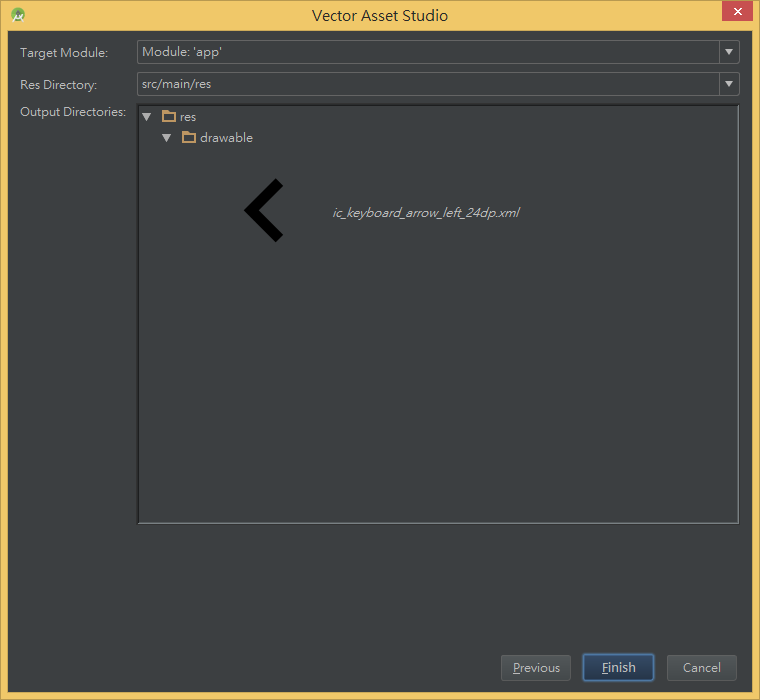 Vector Asset Studio
Target Module: Module: 'app'
Res Directory: src/main/res
Output Directories: res
drawable
ic_keyboard_arrow_left_24dp.xml
Previous Finish Cancel